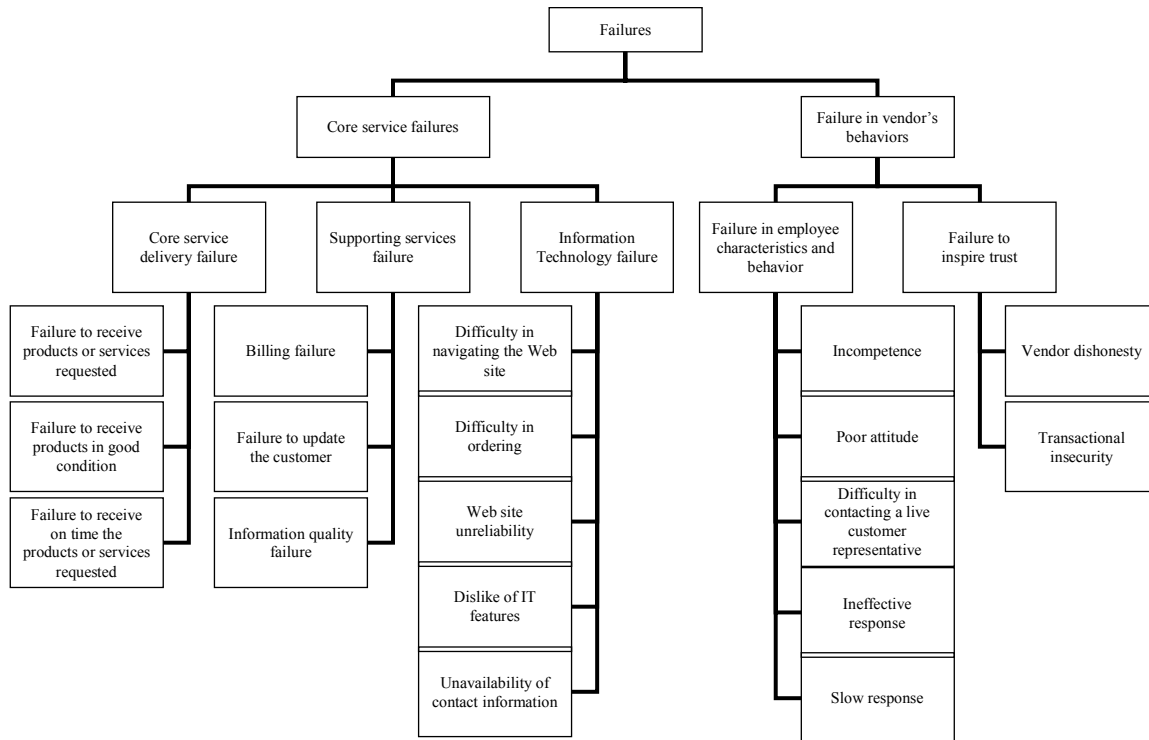 Failures
Core service failures
Failure in vendor’s
behaviors
Core service
delivery failure
Supporting services
failure
Information
Technology failure
Failure in employee
characteristics and
behavior
Failure to
inspire trust
Failure to receive
products or services
requested
Failure to receive
products in good
condition
Failure to receive
on time the
products or services
requested
Billing failure
Failure to update
the customer
Information quality
failure
Difficulty in
navigating the Web
site
Difficulty in
ordering
Web site
unreliability
Dislike of IT
features
Unavailability of
contact information
Incompetence
Poor attitude
Difficulty in
contacting a live
customer
representative
Ineffective
response
Slow response
Vendor dishonesty
Transactional
insecurity